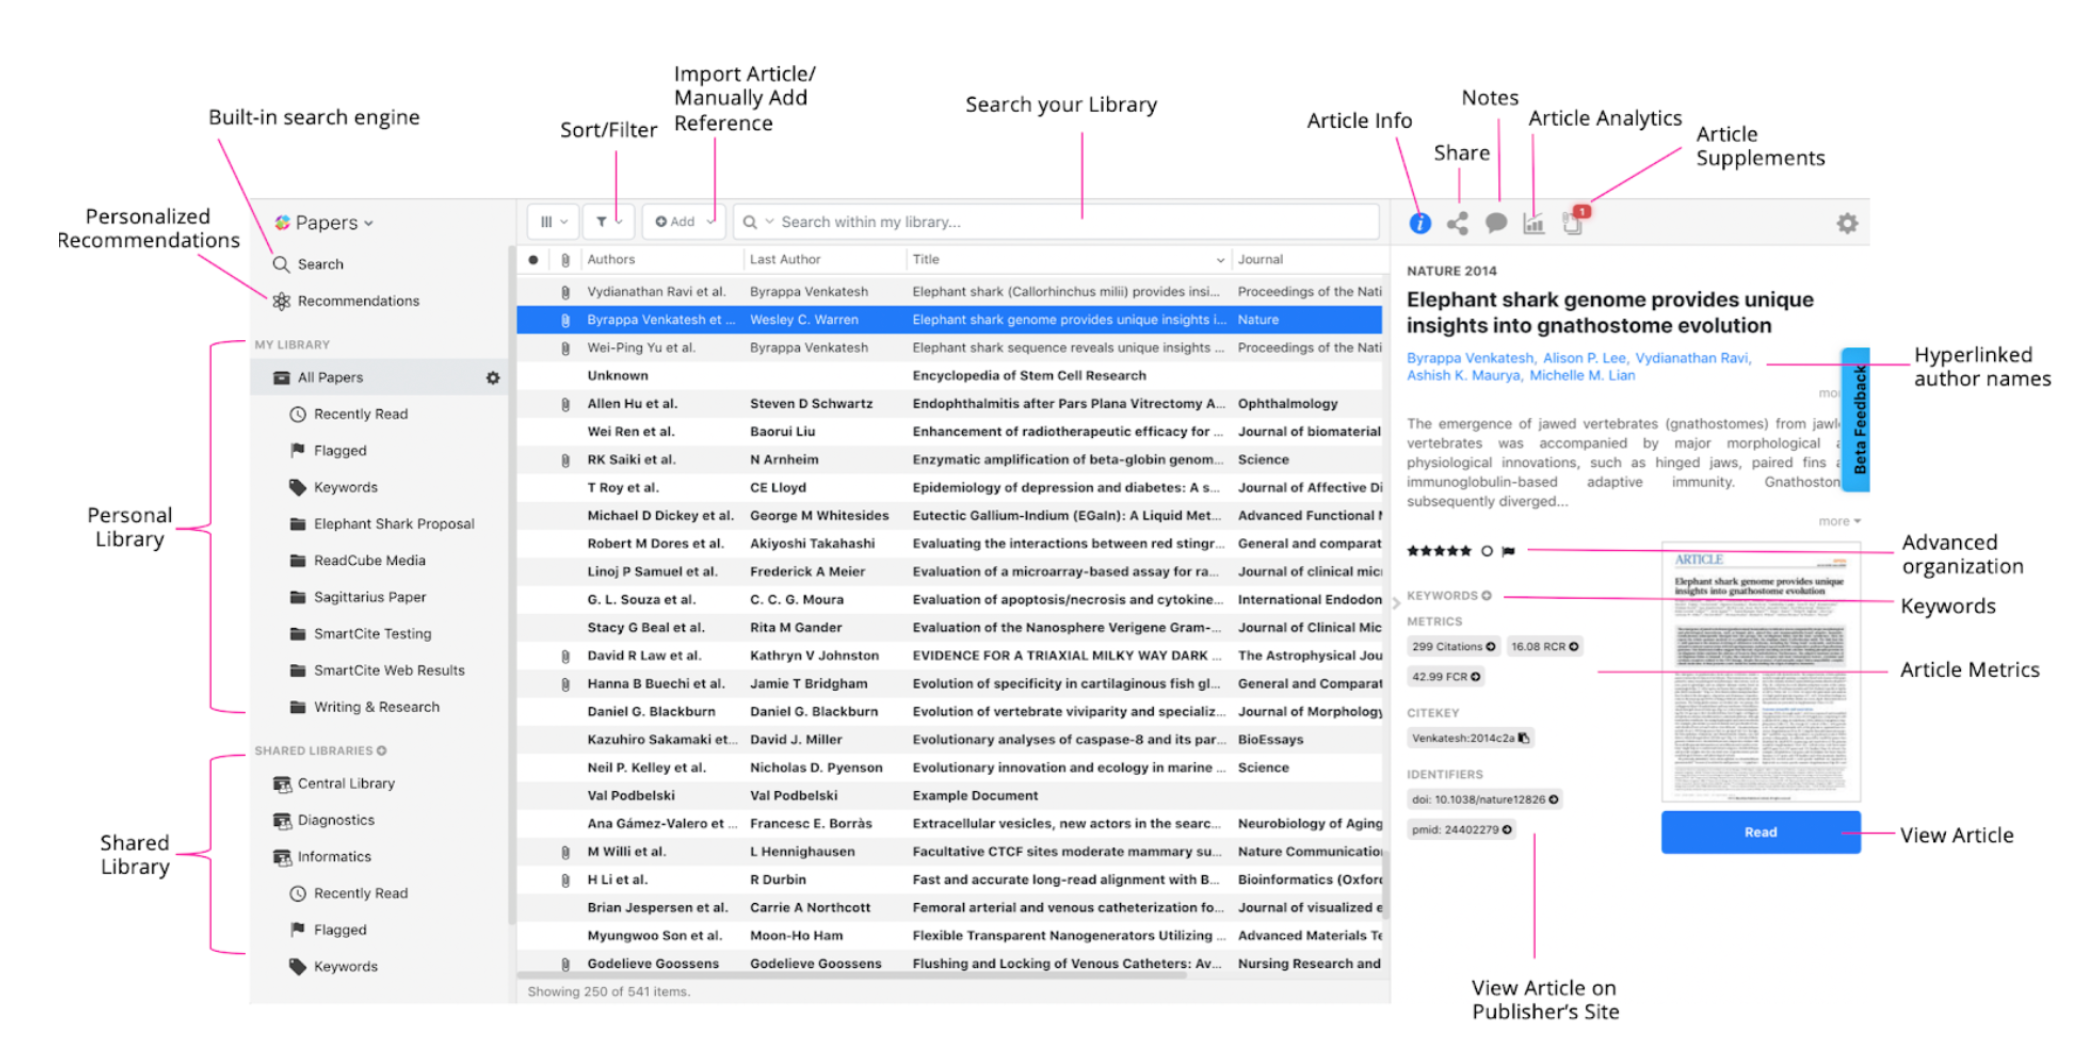 Import Article/
Manually Add
Reference
Built-in search engine
Sort/Filter
Search your Library
Article Info
Notes
Share
Article Analytics
Article
Supplements
Personalized
Recommendations
Papers
Search
Recommendations
MY LIBRARY
All Papers
Recently Read
Flagged
Keywords
Elephant Shark Proposal
ReadCube Media
Sagittarius Paper
SmartCite Testing
SmartCite Web Results
Writing & Research
SHARED LIBRARIES
Central Library
Diagnostics
Informatics
Recently Read
Flagged
Keywords
Personal
Library
Shared
Library
Add
Search within my library...
Authors Last Author Title Journal
Vydianathan Ravi et al. Byrappa Venkatesh Elephant shark (Callorhinchus milii) provides insi... Proceedings of the Nati
Byrappa Venkatesh et ... Wesley C. Warren Elephant shark genome provides unique insights i... Nature
Wei-Ping Yu et al. Byrappa Venkatesh Elephant shark sequence reveals unique insights ... Proceedings of the Nati
Unknown Encyclopedia of Stem Cell Research
Allen Hu et al. Steven D Schwartz Endophthalmitis after Pars Plana Vitrectomy A... Ophthalmology
Wei Ren et al. Baorui Liu Enhancement of radiotherapeutic efficacy for ... Journal of biomaterial
RK Saiki et al. N Arnheim Enzymatic amplification of beta-globin genom... Science
T Roy et al. CE Lloyd Epidemiology of depression and diabetes: A s... Journal of Affective Di
Michael D Dickey et al. George M Whitesides Eutectic Gallium-Indium (EGaIn): A Liquid Met... Advanced Functional M
Robert M Dores et al. Akiyoshi Takahashi Evaluating the interactions between red stingr... General and comparat
Linoj P Samuel et al. Frederick A Meier Evaluation of a microarray-based assay for ra... Journal of clinical micr
G. L. Souza et al. C. C. G. Moura Evaluation of apoptosis/necrosis and cytokine... International Endodon
Stacy G Beal et al. Rita M Gander Evaluation of the Nanosphere Verigene Gram-... Journal of Clinical Mic
David R Law et al. Kathryn V Johnston EVIDENCE FOR A TRIAXIAL MILKY WAY DARK ... The Astrophysical Jou
Hanna B Buechi et al. Jamie T Bridgham Evolution of specificity in cartilaginous fish gl... General and Comparat
Daniel G. Blackburn Daniel G. Blackburn Evolution of vertebrate viviparity and specializ... Journal of Morphology
Kazuhiro Sakamaki et... David J. Miller Evolutionary analyses of caspase-8 and its par... BioEssays
Neil P. Kelley et al. Nicholas D. Pyenson Evolutionary innovation and ecology in marine ... Science
Val Podbelski Val Podbelski Example Document
Ana Gámez-Valero et ... Francesc E. Borràs Extracellular vesicles, new actors in the searc... Neurobiology of Aging
M Willi et al. L Hennighausen Facultative CTCF sites moderate mammary su... Nature Communication
H Li et al. R Durbin Fast and accurate long-read alignment with B... Bioinformatics (Oxford
Brian Jespersen et al. Carrie A Northcott Femoral arterial and venous catheterization fo... Journal of visualized e
Myungwoo Son et al. Moon-Ho Ham Flexible Transparent Nanogenerators Utilizing ... Advanced Materials Te
Godelieve Goossens Godelieve Goossens Flushing and Locking of Venous Catheters: Av... Nursing Research and
Showing 250 of 541 items.
1
NATURE 2014
Elephant shark genome provides unique
insights into gnathostome evolution
Byrappa Venkatesh, Alison P. Lee, Vydianathan Ravi,
Ashish K. Maurya, Michelle M. Lian
mo
The emergence of jawed vertebrates (gnathostomes) from jawl
vertebrates was accompanied by major morphological a
physiological innovations, such as hinged jaws, paired fins a
immunoglobulin-based adaptive immunity. Gnathoston
subsequently diverged...
more
Beta Feedback
KEYWORDS
METRICS
299 Citations 16.08 RCR
42.99 FCR
CITEKEY
Venkatesh:2014c2a
IDENTIFIERS
doi: 10.1038/nature12826
pmid: 24402279
ARTICLE
Elephant shark genome provides unique
insights into gnathostome evolution
Read
Hyperlinked
author names
Advanced
organization
Keywords
Article Metrics
View Article
View Article on
Publisher's Site